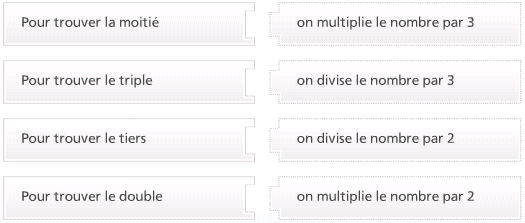 Pour trouver la moitié on multiplie le nombre par 3
Pour trouver le triple on divise le nombre par 3
Pour trouver le tiers on divise le nombre par 2
Pour trouver le double on multiplie le nombre par 2